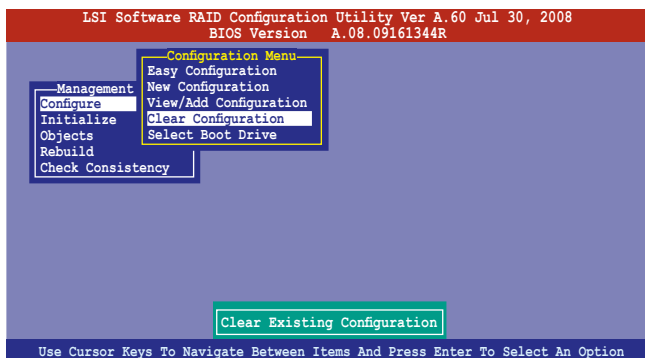 LSI Software RAID Configuration Utility Ver A.60 Jul 30, 2008
BIOS Version A.08.09161344R
Configuration Menu
Easy Configuration
New Configuration
View/Add Configuration
Clear Configuration
Select Boot Drive
Management
Configure
Initialize
Objects
Rebuild
Check Consistency
Clear Existing Configuration
Use Cursor Keys To Navigate Between Items And Press Enter To Select An Option